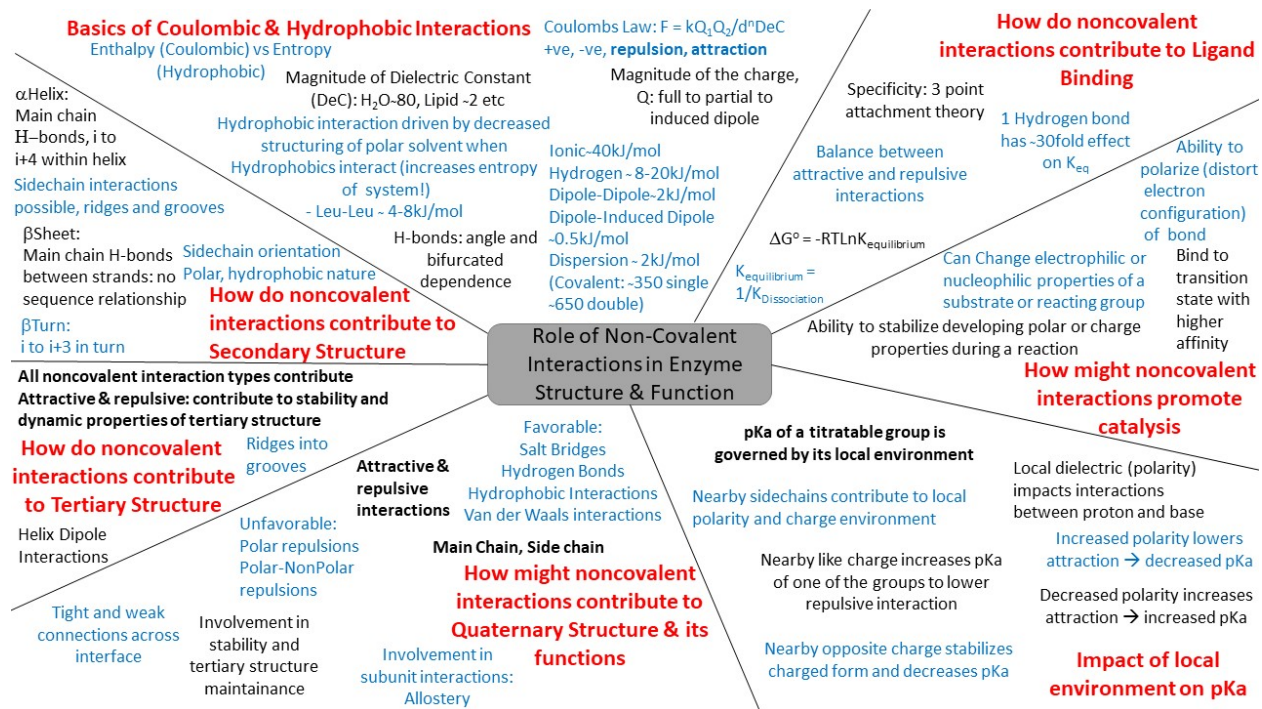 Basics of Coulombic & Hydrophobic Interactions
Enthalpy (Coulombic) vs Entropy
(Hydrophobic)
Coulombs Law: F = kQ₁Q₂/dⁿDeC
+ve, -ve, repulsion, attraction
Magnitude of Dielectric Constant
(DeC): H₂O~80, Lipid ~2 etc
Magnitude of the charge,
Q: full to partial to
induced dipole
Hydrophobic interaction driven by decreased
structuring of polar solvent when
Hydrophobics interact (increases entropy
of system!)
- Leu-Leu ~ 4-8kJ/mol
Ionic~40kJ/mol
Hydrogen ~ 8-20kJ/mol
Dipole-Dipole~2kJ/mol
Dipole-Induced Dipole
~0.5kJ/mol
Dispersion ~ 2kJ/mol
(Covalent: ~350 single
~650 double)
H-bonds: angle and
bifurcated
dependence
How do noncovalent
interactions contribute to Ligand
Binding
Specificity: 3 point
attachment theory
1 Hydrogen bond
has ~30fold effect
on Keq
Balance between
attractive and repulsive
interactions
ΔGᵒ = -RTLnKequilibrium
Kequilibrium =
1/KDissociation
Ability to
polarize (distort
electron
configuration)
of bond
Can Change electrophilic or
nucleophilic properties of a
substrate or reacting group
Bind to
transition
state with
higher
affinity
Ability to stabilize developing polar or charge
properties during a reaction
How might noncovalent
interactions promote
catalysis
αHelix:
Main chain
H–bonds, i to
i+4 within helix
Sidechain interactions
possible, ridges and grooves
βSheet:
Main chain H-bonds
between strands: no
sequence relationship
Sidechain orientation
Polar, hydrophobic nature
βTurn:
i to i+3 in turn
How do noncovalent
interactions contribute to
Secondary Structure
Role of Non-Covalent
Interactions in Enzyme
Structure & Function
All noncovalent interaction types contribute
Attractive & repulsive: contribute to stability and
dynamic properties of tertiary structure
How do noncovalent
interactions contribute
to Tertiary Structure
Ridges into
grooves
Helix Dipole
Interactions
Attractive &
repulsive
interactions
Favorable:
Salt Bridges
Hydrogen Bonds
Hydrophobic Interactions
Van der Waals interactions
Unfavorable:
Polar repulsions
Polar-NonPolar
repulsions
Main Chain, Side chain
How might noncovalent
interactions contribute to
Quaternary Structure & its
functions
Tight and weak
connections across
interface
Involvement in
stability and
tertiary structure
maintainance
Involvement in
subunit interactions:
Allostery
pKa of a titratable group is
governed by its local environment
Nearby sidechains contribute to local
polarity and charge environment
Nearby like charge increases pKa
of one of the groups to lower
repulsive interaction
Nearby opposite charge stabilizes
charged form and decreases pKa
Local dielectric (polarity)
impacts interactions
between proton and base
Increased polarity lowers
attraction → decreased pKa
Decreased polarity increases
attraction → increased pKa
Impact of local
environment on pKa